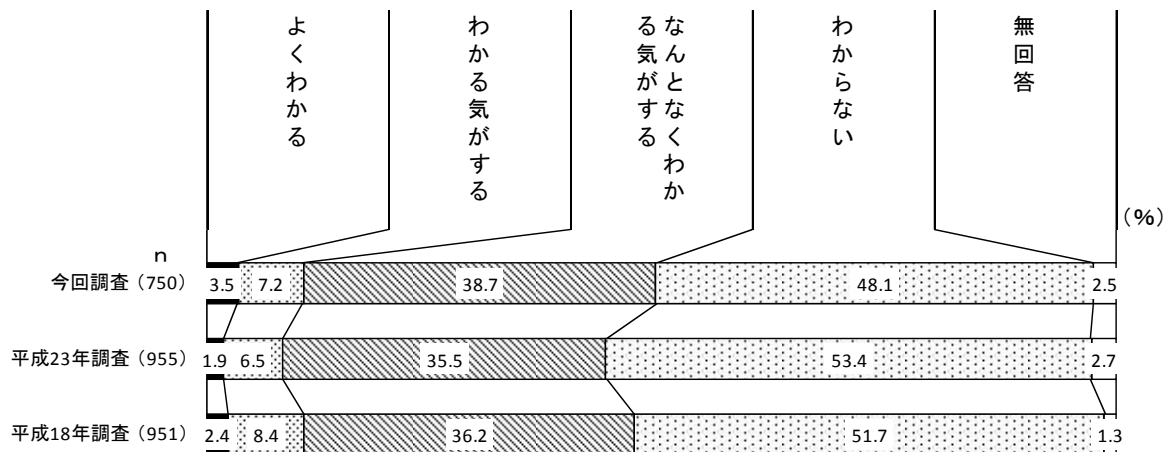 よくわかる
わかる気がする
なんとなくわか
る気がする
わからない
無回答
(%)
n
今回調査(750) 3.5 7.2 38.7 48.1 2.5
平成23年調査(955) 1.9 6.5 35.5 53.4 2.7
平成18年調査(951) 2.4 8.4 36.2 51.7 1.3